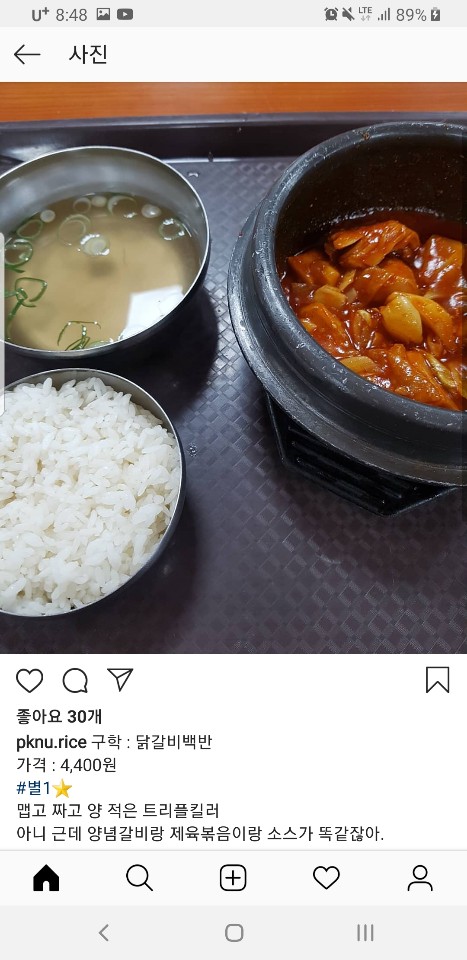 U+ 8:48 LTE 89%
사진
좋아요 30개
pknu.rice 구학 : 닭갈비백반
가격 : 4,400원
#별1⭐
맵고 짜고 양 적은 트리플킬러
아니 근데 양념갈비랑 제육볶음이랑 소스가 똑같잖아.